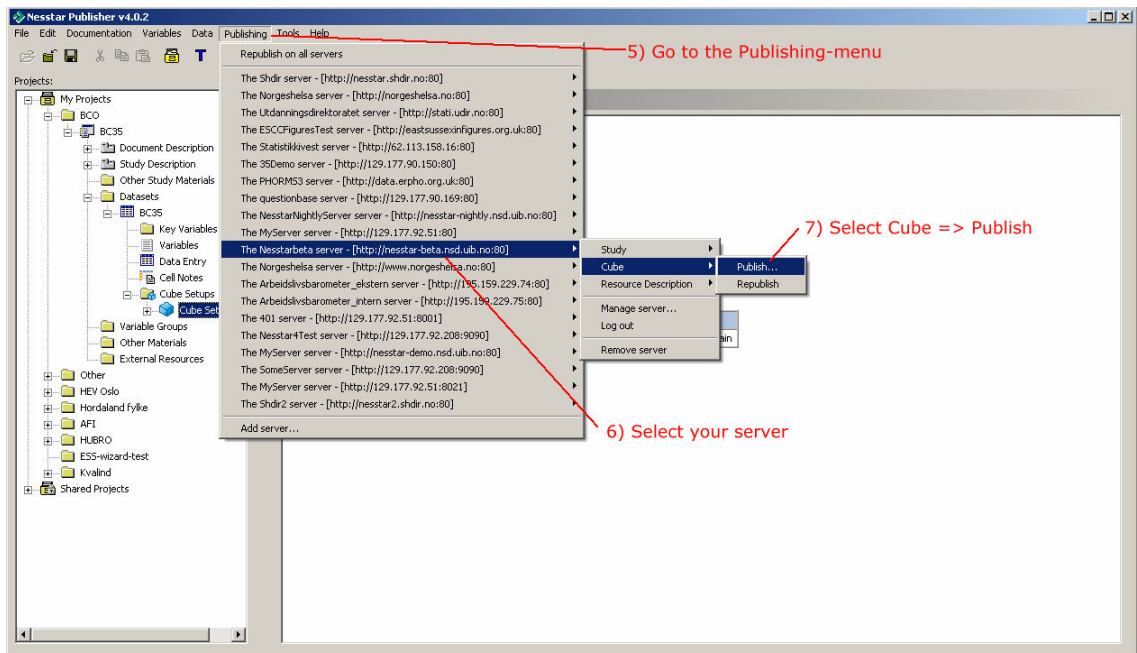 Nesstar Publisher v4.0.2
File Edit Documentation Variables Data Publishing Tools Help
5) Go to the Publishing-menu
Projects:
My Projects
BCO
BC35
Document Description
Study Description
Other Study Materials
Datasets
BC35
Key Variables
Variables
Data Entry
Cell Notes
Cube Setups
Cube Set
Variable Groups
Other Materials
External Resources
Other
HEV Oslo
Hordaland fylke
AFI
HUBRO
ESS-wizard-test
Kvalind
Shared Projects
Republish on all servers
The Shdir server - [http://nesstar.shdir.no:80]
The Norgeshelsa server - [http://norgeshelsa.no:80]
The Utdanningsdirektoratet server - [http://stati.udir.no:80]
The ESCCFiguresTest server - [http://eastsussexinfigures.org.uk:80]
The Statistikkivest server - [http://62.113.158.16:80]
The 35Demo server - [http://129.177.90.150:80]
The PHORMS3 server - [http://data.erpho.org.uk:80]
The questionbase server - [http://129.177.90.169:80]
The NesstarNightlyServer server - [http://nesstar-nightly.nsd.uib.no:80]
The MyServer server - [http://129.177.92.51:80]
The Nesstarbeta server - [http://nesstar-beta.nsd.uib.no:80]
The Norgeshelsa server - [http://www.norgeshelsa.no:80]
The Arbeidslivsbarometer_ekstern server - [http://195.159.229.74:80]
The Arbeidslivsbarometer_intern server - [http://195.159.229.75:80]
The 401 server - [http://129.177.92.51:8001]
The Nesstar4Test server - [http://129.177.92.208:9090]
The MyServer server - [http://nesstar-demo.nsd.uib.no:80]
The SomeServer server - [http://129.177.92.208:9090]
The MyServer server - [http://129.177.92.51:8021]
The Shdir2 server - [http://nesstar2.shdir.no:80]
Add server...
Study
Cube
Resource Description
Manage server...
Log out
Remove server
Publish...
Republish
7) Select Cube => Publish
ain
6) Select your server